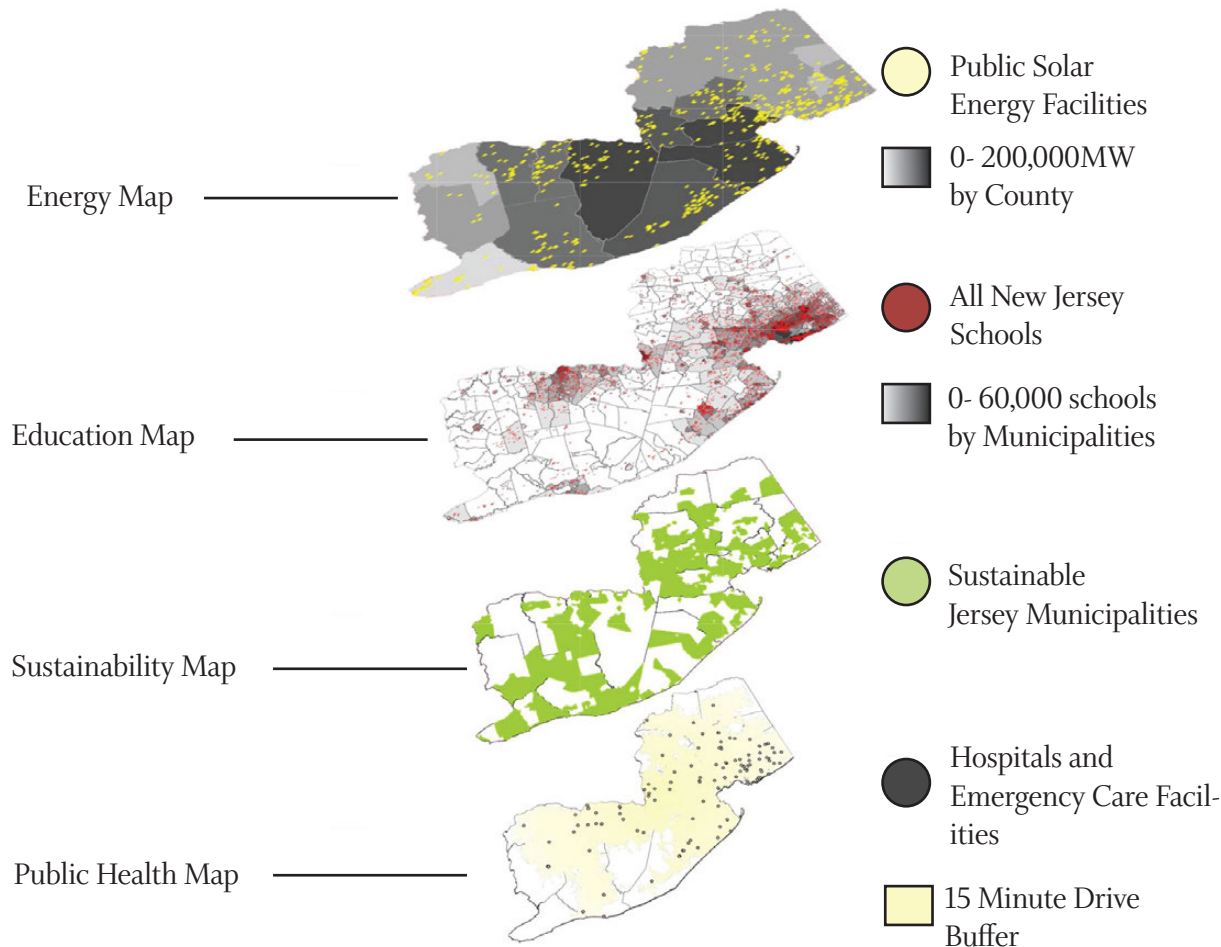 Public Solar
Energy Facilities
0- 200,000MW
by County
Energy Map
All New Jersey
Schools
0- 60,000 schools
by Municipalities
Education Map
Sustainable
Jersey Municipalities
Sustainability Map
Hospitals and
Emergency Care Facil-
ities
Public Health Map
15 Minute Drive
Buffer